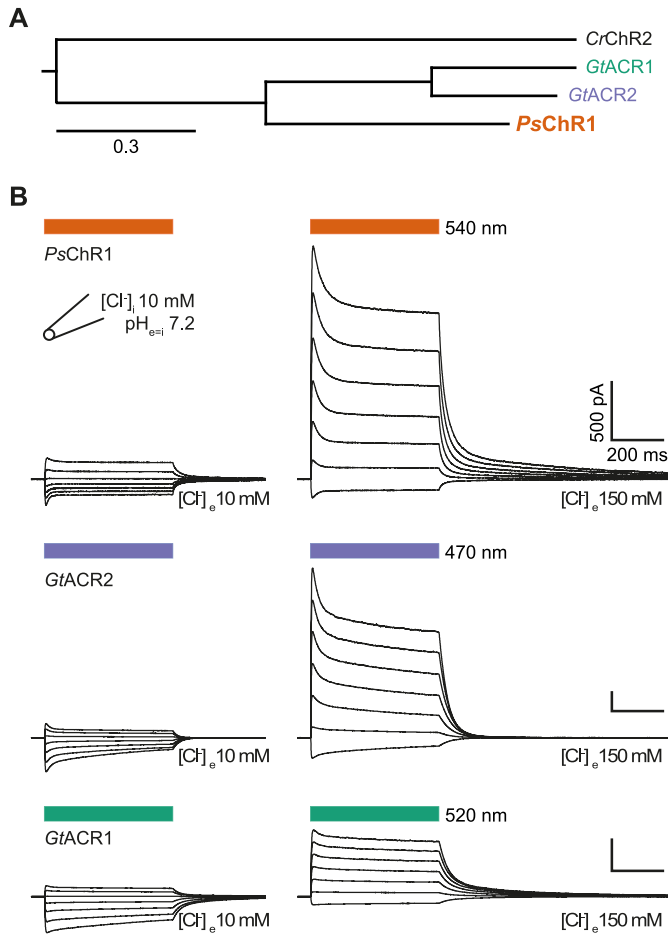 A
CrChR2
GtACR1
GtACR2
PsChR1
0.3
B
540 nm
PsChR1
[Cl-]i 10 mM
pHe=i 7.2
500 pA
200 ms
[Cl-]e 10 mM
[Cl-]e 150 mM
470 nm
GtACR2
[Cl-]e 10 mM
[Cl-]e 150 mM
520 nm
GtACR1
[Cl-]e 10 mM
[Cl-]e 150 mM